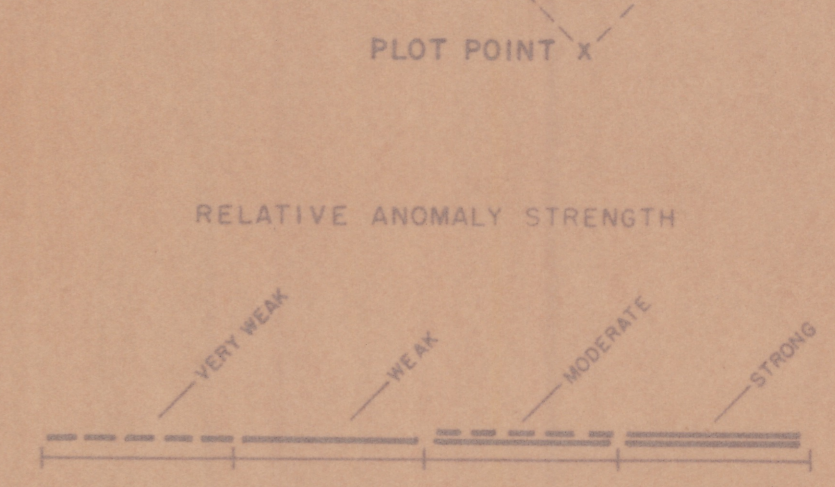 PLOT POINT X
RELATIVE ANOMALY STRENGTH
VERY WEAK
WEAK
MODERATE
STRONG